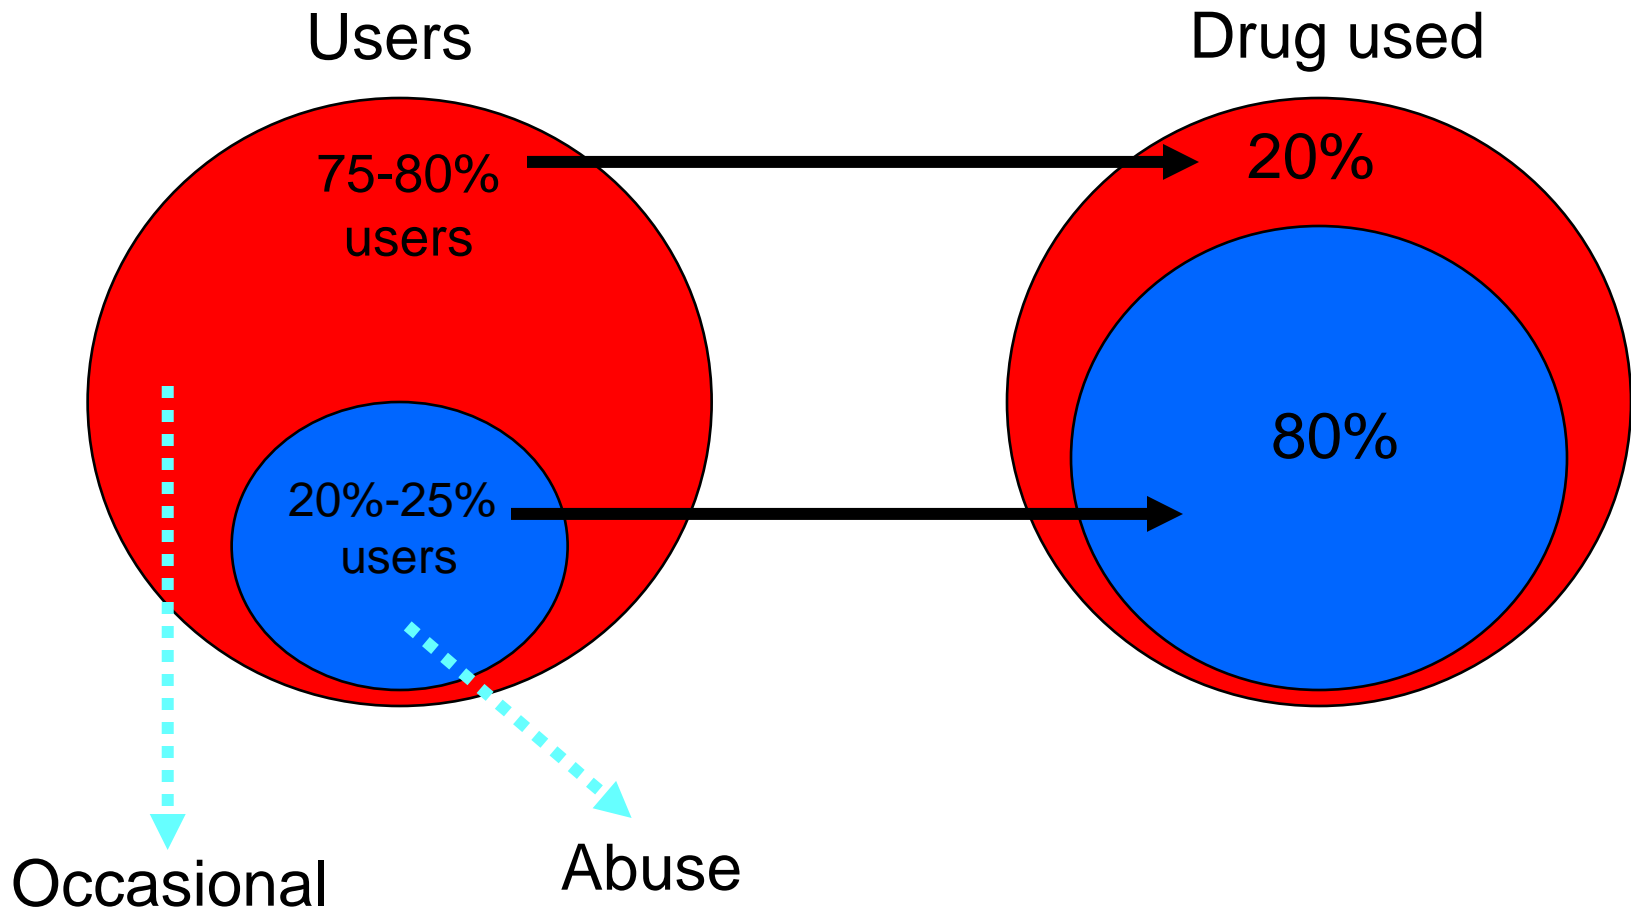 Users
Drug used
75-80%
users
20%
80%
20%-25%
users
Occasional
Abuse